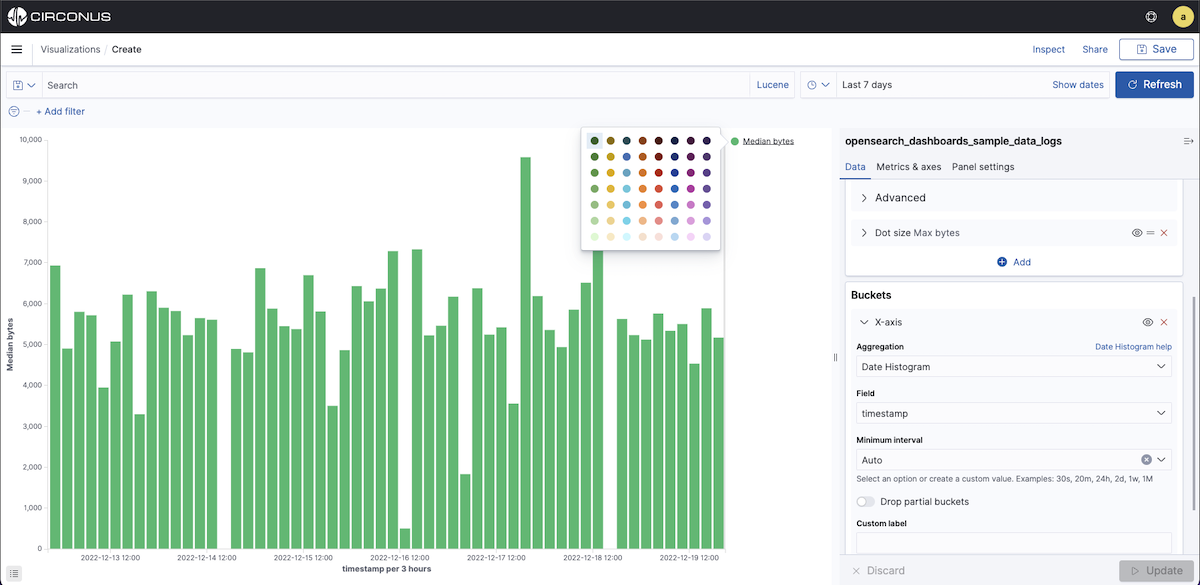 CIRCONUS
a
Visualizations / Create
Inspect Share Save
Search Lucene
Last 7 days Show dates
Refresh
+ Add filter
Median bytes
10,000
9,000
8,000
7,000
6,000
5,000
4,000
3,000
2,000
1,000
0
Median bytes
2022-12-13 12:00 2022-12-14 12:00 2022-12-15 12:00 2022-12-16 12:00 2022-12-17 12:00 2022-12-18 12:00 2022-12-19 12:00
timestamp per 3 hours
opensearch_dashboards_sample_data_logs
Data Metrics & axes Panel settings
Advanced
Dot size Max bytes
Add
Buckets
X-axis
Aggregation Date Histogram help
Date Histogram
Field
timestamp
Minimum interval
Auto
Select an option or create a custom value. Examples: 30s, 20m, 24h, 2d, 1w, 1M
Drop partial buckets
Custom label
Discard Update